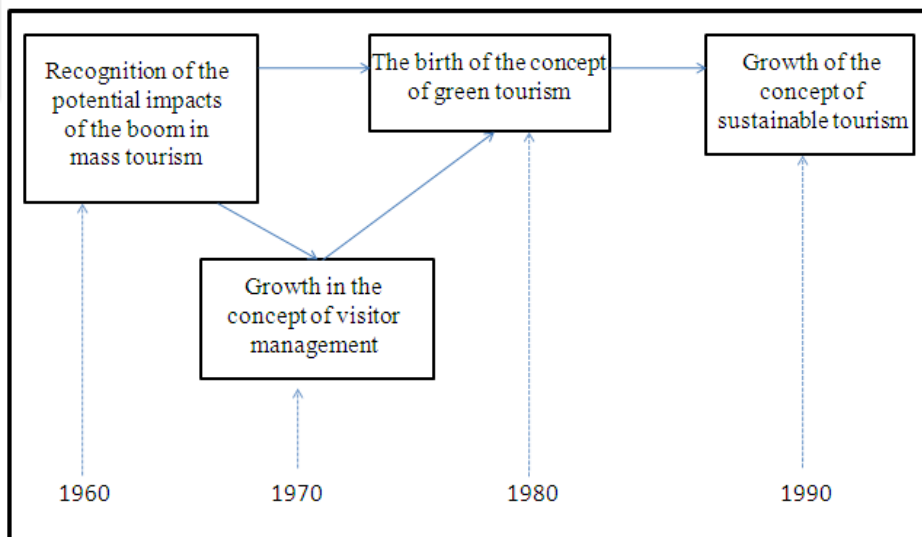 Recognition of the
potential impacts
of the boom in
mass tourism
The birth of the concept
of green tourism
Growth of the
concept of
sustainable tourism
Growth in the
concept of visitor
management
1960
1970
1980
1990